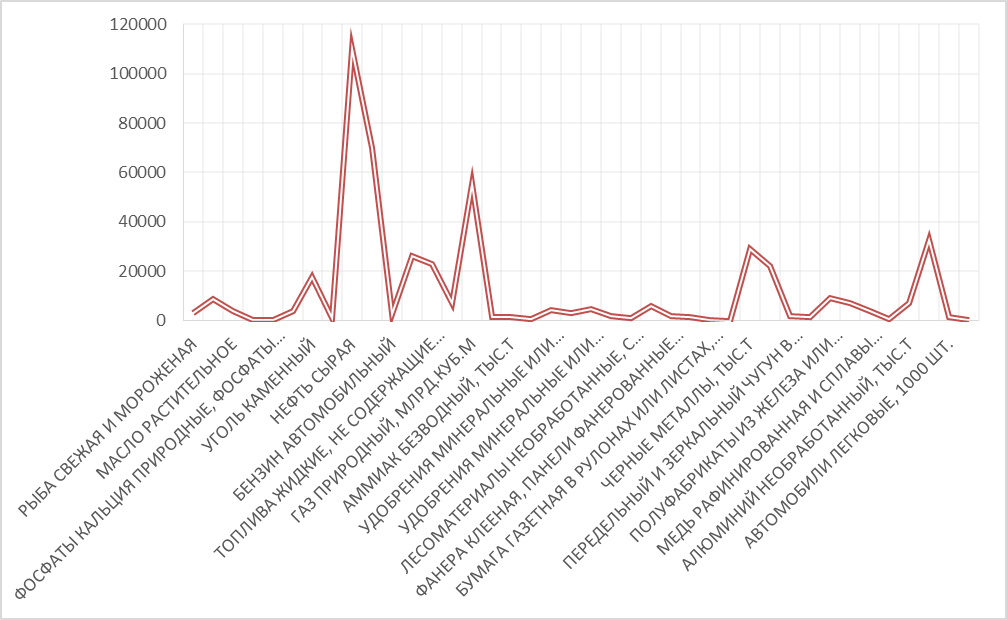 120000
100000
80000
60000
40000
20000
0
РЫБА СВЕЖАЯ И МОРОЖЕНАЯ
МАСЛО РАСТИТЕЛЬНОЕ
ФОСФАТЫ КАЛЬЦИЯ ПРИРОДНЫЕ, ФОСФАТЫ…
УГОЛЬ КАМЕННЫЙ
НЕФТЬ СЫРАЯ
БЕНЗИН АВТОМОБИЛЬНЫЙ
ТОПЛИВА ЖИДКИЕ, НЕ СОДЕРЖАЩИЕ…
ГАЗ ПРИРОДНЫЙ, МЛРД.КУБ.М
АММИАК БЕЗВОДНЫЙ, ТЫС.Т
УДОБРЕНИЯ МИНЕРАЛЬНЫЕ ИЛИ…
УДОБРЕНИЯ МИНЕРАЛЬНЫЕ ИЛИ…
ЛЕСОМАТЕРИАЛЫ НЕОБРАБОТАННЫЕ, С…
ФАНЕРА КЛЕЕНАЯ, ПАНЕЛИ ФАНЕРОВАННЫЕ…
БУМАГА ГАЗЕТНАЯ В РУЛОНАХ ИЛИ ЛИСТАХ,…
ЧЕРНЫЕ МЕТАЛЛЫ, ТЫС.Т
ПЕРЕДЕЛЬНЫЙ И ЗЕРКАЛЬНЫЙ ЧУГУН В…
ПОЛУФАБРИКАТЫ ИЗ ЖЕЛЕЗА ИЛИ…
МЕДЬ РАФИНИРОВАННАЯ И СПЛАВЫ…
АЛЮМИНИЙ НЕОБРАБОТАННЫЙ, ТЫС.Т
АВТОМОБИЛИ ЛЕГКОВЫЕ, 1000 ШТ.